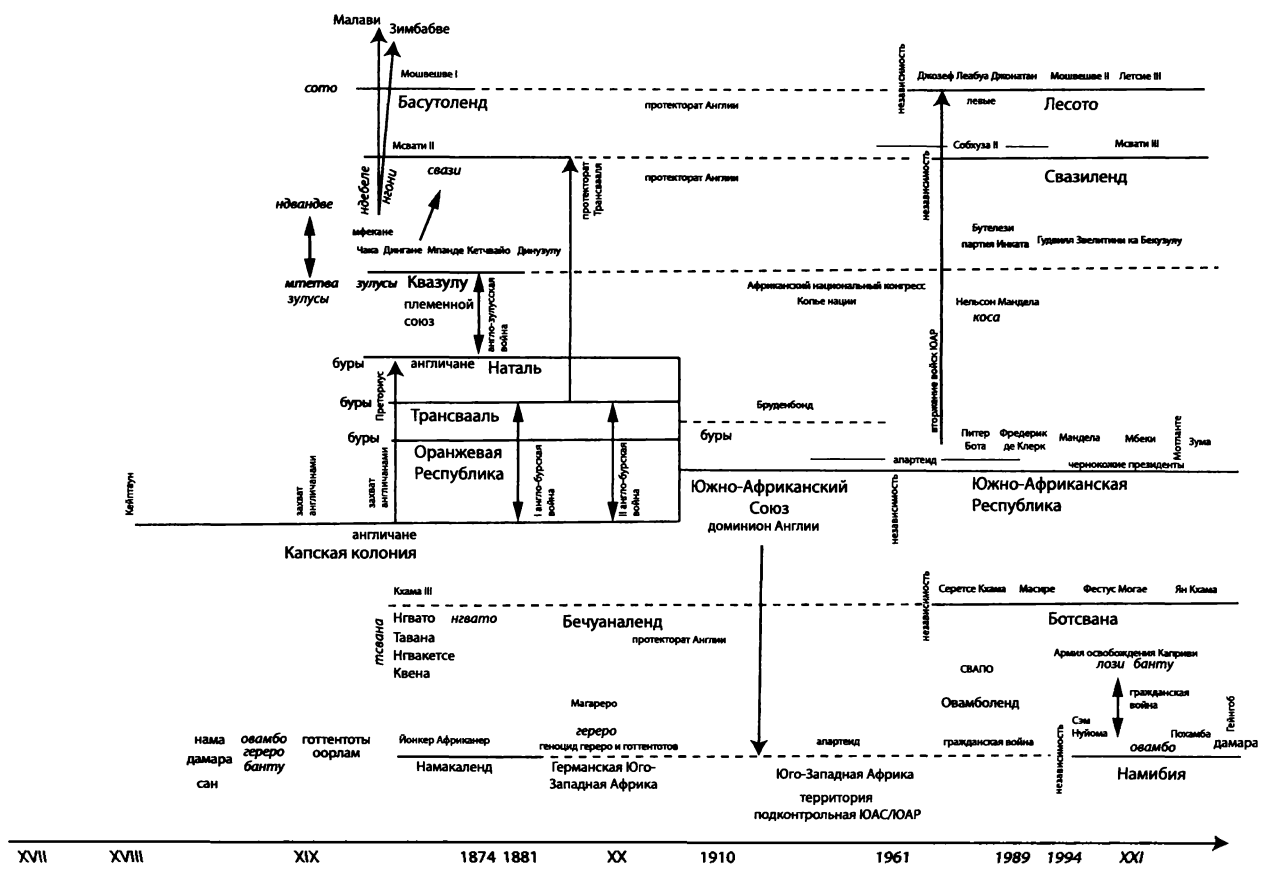 Малави
Зимбабве
Мошвешве I
сото
Басутоленд
протекторат Англии
независимость
Джозеф Леабуа Джонатан
Мошвешве II
Летсие III
левые
Лесото
Мсвати II
свази
ндебеле
нгони
протекторат
Трансвааля
протекторат Англии
независимость
Собхуза II
Мсвати III
Свазиленд
ндвандве
мфекане
Чака Дингане Мпанде Кетчвайо Динузулу
Бутелези
партия Инката
Гудвилл Звелитини ка Бекузулу
мтетва
зулусы
зулусы
Квазулу
племенной
союз
англо-зулусская
война
Африканский национальный конгресс
Копье нации
Нельсон Мандела
коса
вторжение войск ЮАР
буры
англичане
Наталь
Преториус
буры
Трансвааль
буры
Оранжевая
Республика
Бруденбонд
буры
Питер
Бота
Фредерик
де Клерк
Мандела
Мбеки
Мотланте
Зума
апартеид
чернокожие президенты
Кейптаун
захват
англичанами
захват
англичанами
I англо-бурская
война
II англо-бурская
война
Южно-Африканский
Союз
доминион Англии
независимость
Южно-Африканская
Республика
англичане
Капская колония
Кхама III
тсвана
Нгвато
нгвато
Тавана
Нгвакетсе
Квена
Бечуаналенд
протекторат Англии
независимость
Серетсе Кхама
Масире
Фестус Могае
Ян Кхама
Ботсвана
Армия освобождения Каприви
лози банту
СВАПО
Овамболенд
гражданская
война
Магареро
гереро
геноцид гереро и готтентотов
нама
дамара
сан
овамбо
гереро
банту
готтентоты
оорлам
Йонкер Африканер
Намакаленд
Германская Юго-
Западная Африка
апартеид
гражданская война
независимость
Сэм
Нуйома
овамбо
Похамба
Гейнгоб
дамара
Намибия
Юго-Западная Африка
территория
подконтрольная ЮАС/ЮАР
XVII
XVIII
XIX
1874
1881
XX
1910
1961
1989
1994
XXI